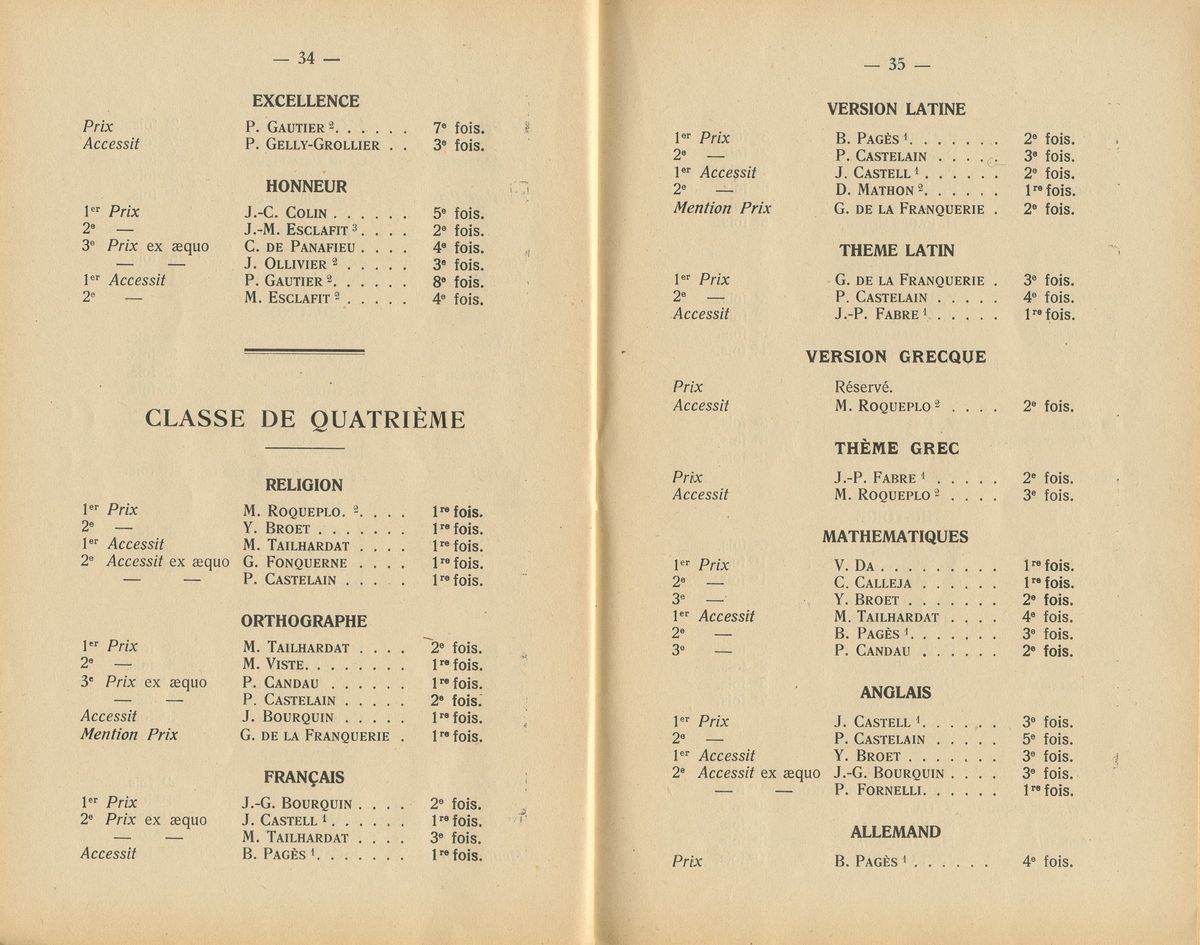 — 34 —
EXCELLENCE
Prix P. GAUTIER ². . . . . . 7ᵉ fois.
Accessit P. GELLY-GROLLIER . . 3ᵉ fois.
HONNEUR
1ᵉʳ Prix J.-C. COLIN . . . . . . 5ᵉ fois.
2ᵉ — J.-M. ESCLAFIT ³. . . . 2ᵉ fois.
3ᵉ Prix ex æquo C. DE PANAFIEU . . . . 4ᵉ fois.
— — J. OLLIVIER ² . . . . . 3ᵉ fois.
1ᵉʳ Accessit P. GAUTIER ². . . . . . 8ᵉ fois.
2ᵉ — M. ESCLAFIT ² . . . . . 4ᵉ fois.
CLASSE DE QUATRIÈME
RELIGION
1ᵉʳ Prix M. ROQUEPLO. ². . . . 1ʳᵉ fois.
2ᵉ — Y. BROET . . . . . . . 1ʳᵉ fois.
1ᵉʳ Accessit M. TAILHARDAT . . . . 1ʳᵉ fois.
2ᵉ Accessit ex æquo G. FONQUERNE . . . . 1ʳᵉ fois.
— — P. CASTELAIN . . . . 1ʳᵉ fois.
ORTHOGRAPHE
1ᵉʳ Prix M. TAILHARDAT . . . . 2ᵉ fois.
2ᵉ — M. VISTE. . . . . . . 1ʳᵉ fois.
3ᵉ Prix ex æquo P. CANDAU . . . . . . 1ʳᵉ fois.
— — P. CASTELAIN . . . . . 2ᵉ fois.
Accessit J. BOURQUIN . . . . . 1ʳᵉ fois.
Mention Prix G. DE LA FRANQUERIE . 1ʳᵉ fois.
FRANÇAIS
1ᵉʳ Prix J.-G. BOURQUIN . . . . 2ᵉ fois.
2ᵉ Prix ex æquo J. CASTELL ¹ . . . . . . 1ʳᵉ fois.
— — M. TAILHARDAT . . . . 3ᵉ fois.
Accessit B. PAGÈS ¹. . . . . . . 1ʳᵉ fois.
— 35 —
VERSION LATINE
1ᵉʳ Prix B. PAGÈS ¹. . . . . . . 2ᵉ fois.
2ᵉ — P. CASTELAIN . . . . . 3ᵉ fois.
1ᵉʳ Accessit J. CASTELL ¹ . . . . . . 2ᵉ fois.
2ᵉ — D. MATHON ². . . . . . 1ʳᵉ fois.
Mention Prix G. DE LA FRANQUERIE . 2ᵉ fois.
THEME LATIN
1ᵉʳ Prix G. DE LA FRANQUERIE . 3ᵉ fois.
2ᵉ — P. CASTELAIN . . . . . 4ᵉ fois.
Accessit J.-P. FABRE ¹ . . . . . 1ʳᵉ fois.
VERSION GRECQUE
Prix Réservé.
Accessit M. ROQUEPLO ² . . . . 2ᵉ fois.
THÈME GREC
Prix J.-P. FABRE ¹ . . . . . 2ᵉ fois.
Accessit M. ROQUEPLO ² . . . . 3ᵉ fois.
MATHEMATIQUES
1ᵉʳ Prix V. DA . . . . . . . . . 1ʳᵉ fois.
2ᵉ — C. CALLEJA . . . . . . 1ʳᵉ fois.
3ᵉ — Y. BROET . . . . . . . 2ᵉ fois.
1ᵉʳ Accessit M. TAILHARDAT . . . . 4ᵉ fois.
2ᵉ — B. PAGÈS ¹. . . . . . . 3ᵉ fois.
3ᵉ — P. CANDAU . . . . . . 2ᵉ fois.
ANGLAIS
1ᵉʳ Prix J. CASTELL ¹. . . . . . 3ᵉ fois.
2ᵉ — P. CASTELAIN . . . . . 5ᵉ fois.
1ᵉʳ Accessit Y. BROET . . . . . . . 3ᵉ fois.
2ᵉ Accessit ex æquo J.-G. BOURQUIN . . . . 3ᵉ fois.
— — P. FORNELLI. . . . . . 1ʳᵉ fois.
ALLEMAND
Prix B. PAGÈS ¹ . . . . . . 4ᵉ fois.